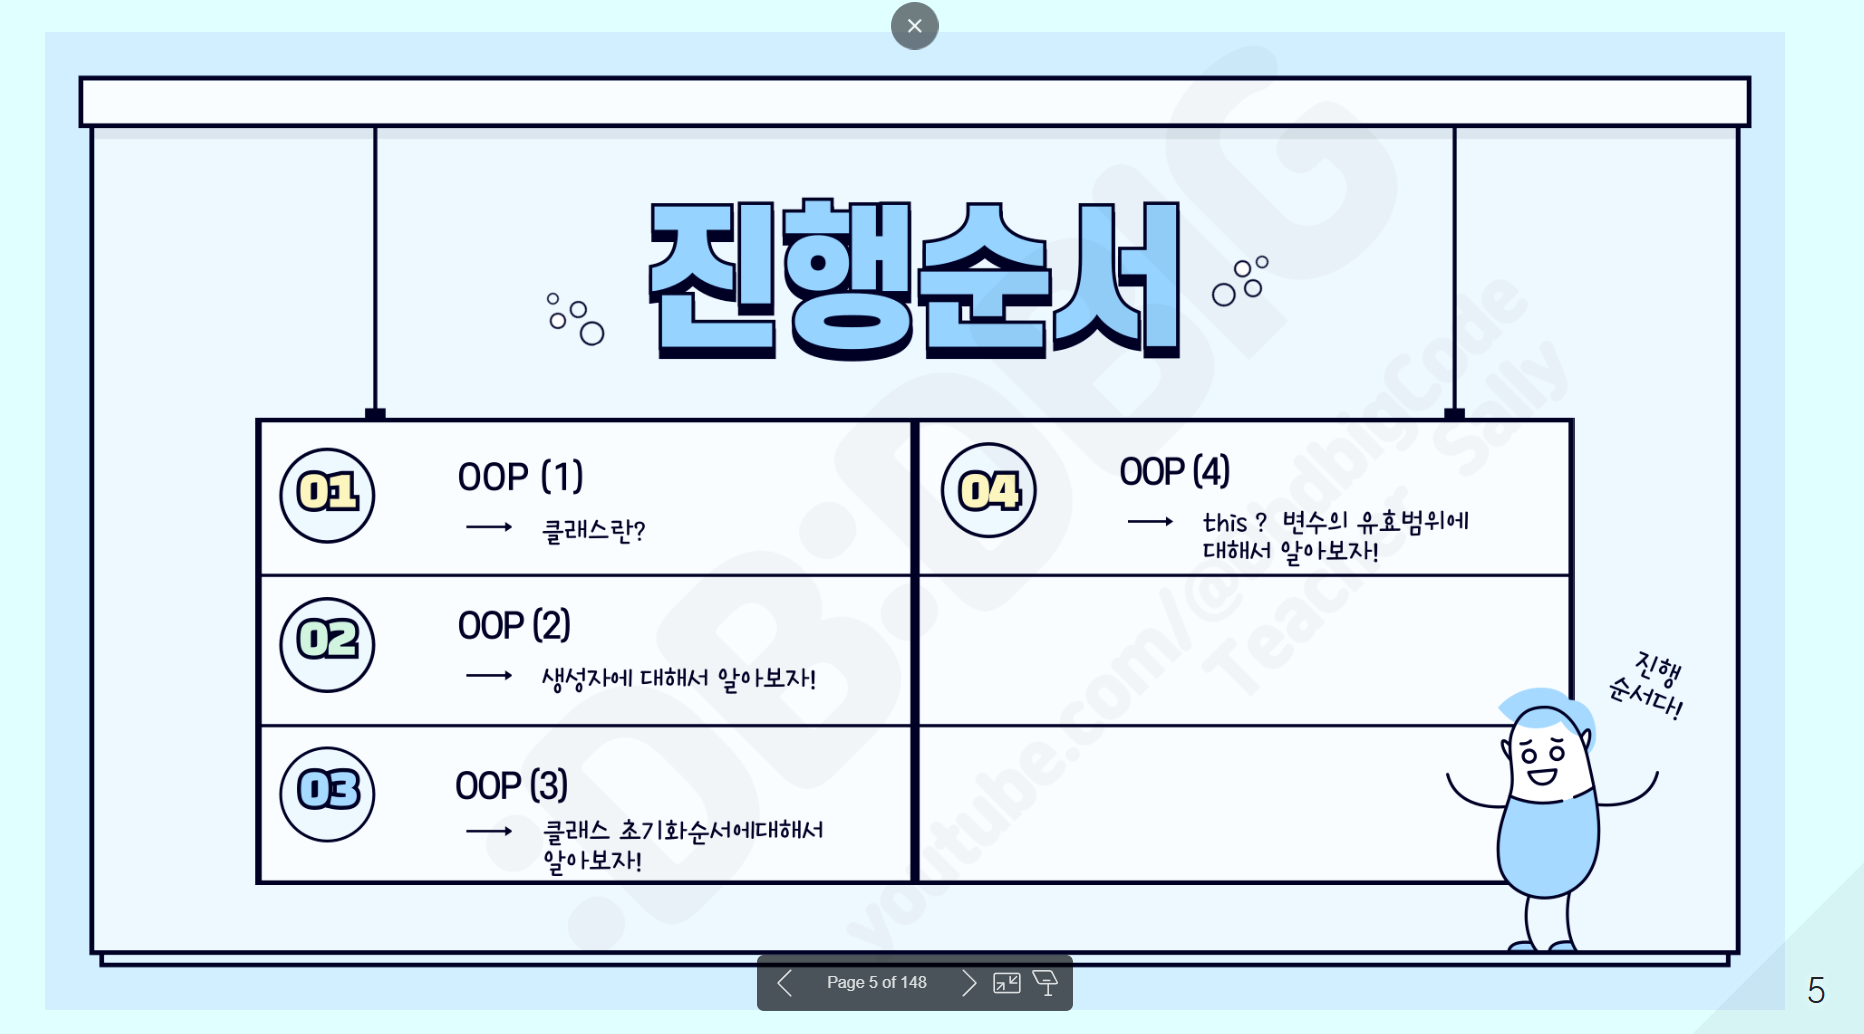 진행순서
01
OOP (1)
클래스란?
02
OOP (2)
생성자에 대해서 알아보자!
03
OOP (3)
클래스 초기화순서에대해서
알아보자!
04
OOP (4)
this ? 변수의 유효범위에
대해서 알아보자!
진행
순서다!
:DB:DBIG
youtube.com/@dbdbigCode
Teacher Sally
Page 5 of 148
5